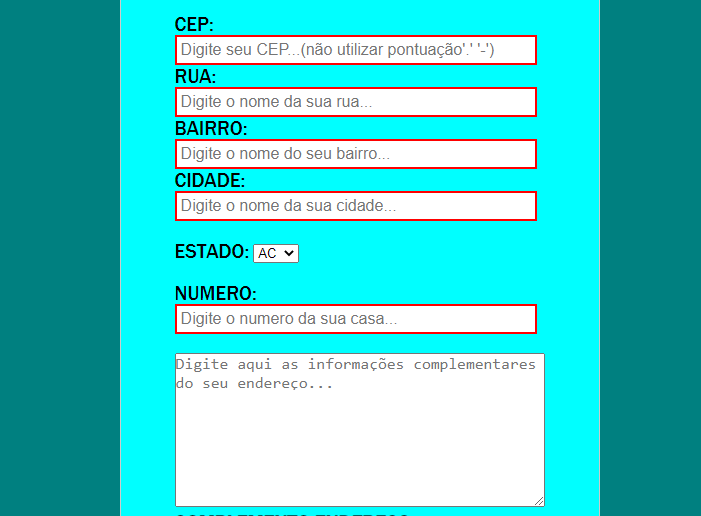 CEP:
Digite seu CEP...(não utilizar pontuação'.' '-')
RUA:
Digite o nome da sua rua...
BAIRRO:
Digite o nome do seu bairro...
CIDADE:
Digite o nome da sua cidade...
ESTADO: AC
NUMERO:
Digite o numero da sua casa...
Digite aqui as informações complementares
do seu endereço...